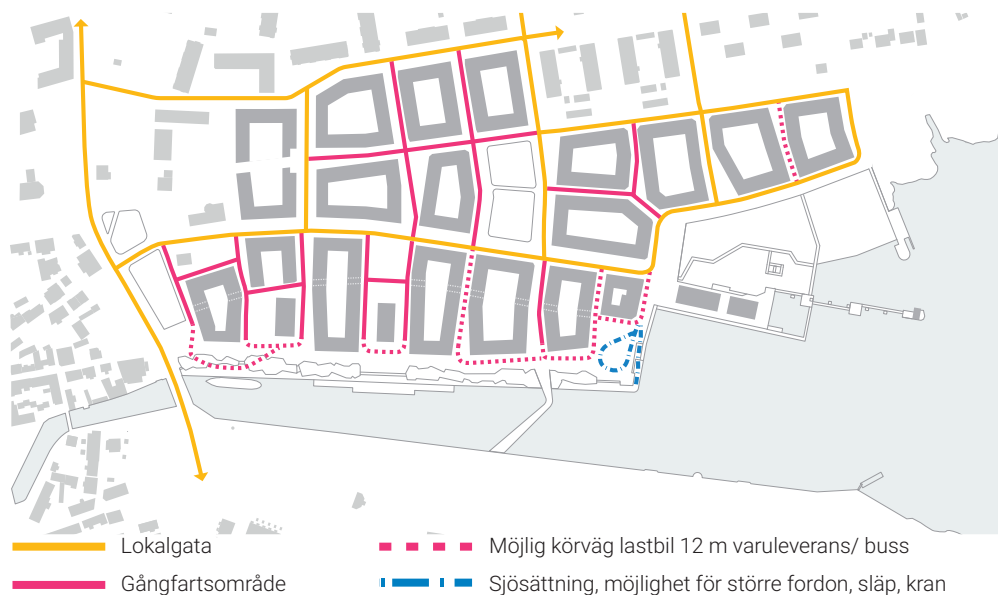 Lokalgata
Möjlig körväg lastbil 12 m varuleverans/ buss
Gångfartsområde
Sjösättning, möjlighet för större fordon, släp, kran